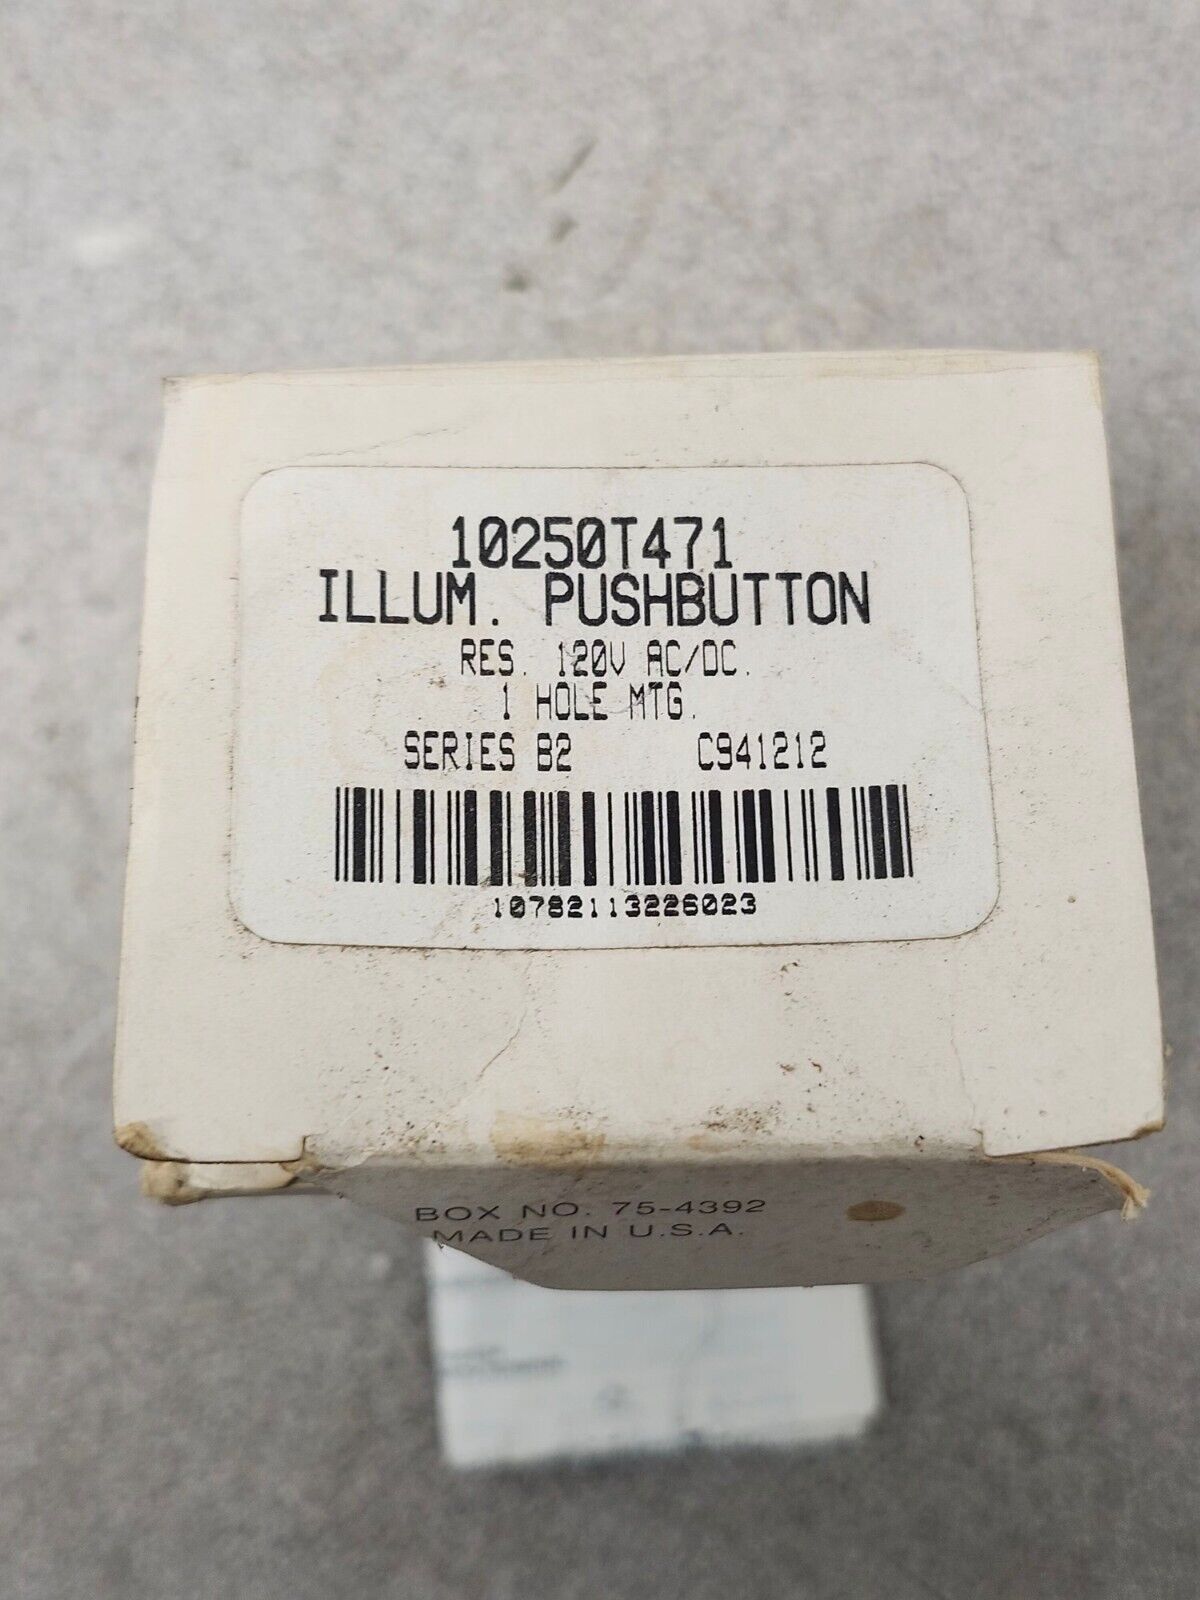 10250T471
ILLUM. PUSHBUTTON
RES. 120V AC/DC.
1 HOLE MTG.
SERIES B2 C941212
10782113226023
BOX NO. 75-4392
MADE IN U.S.A.